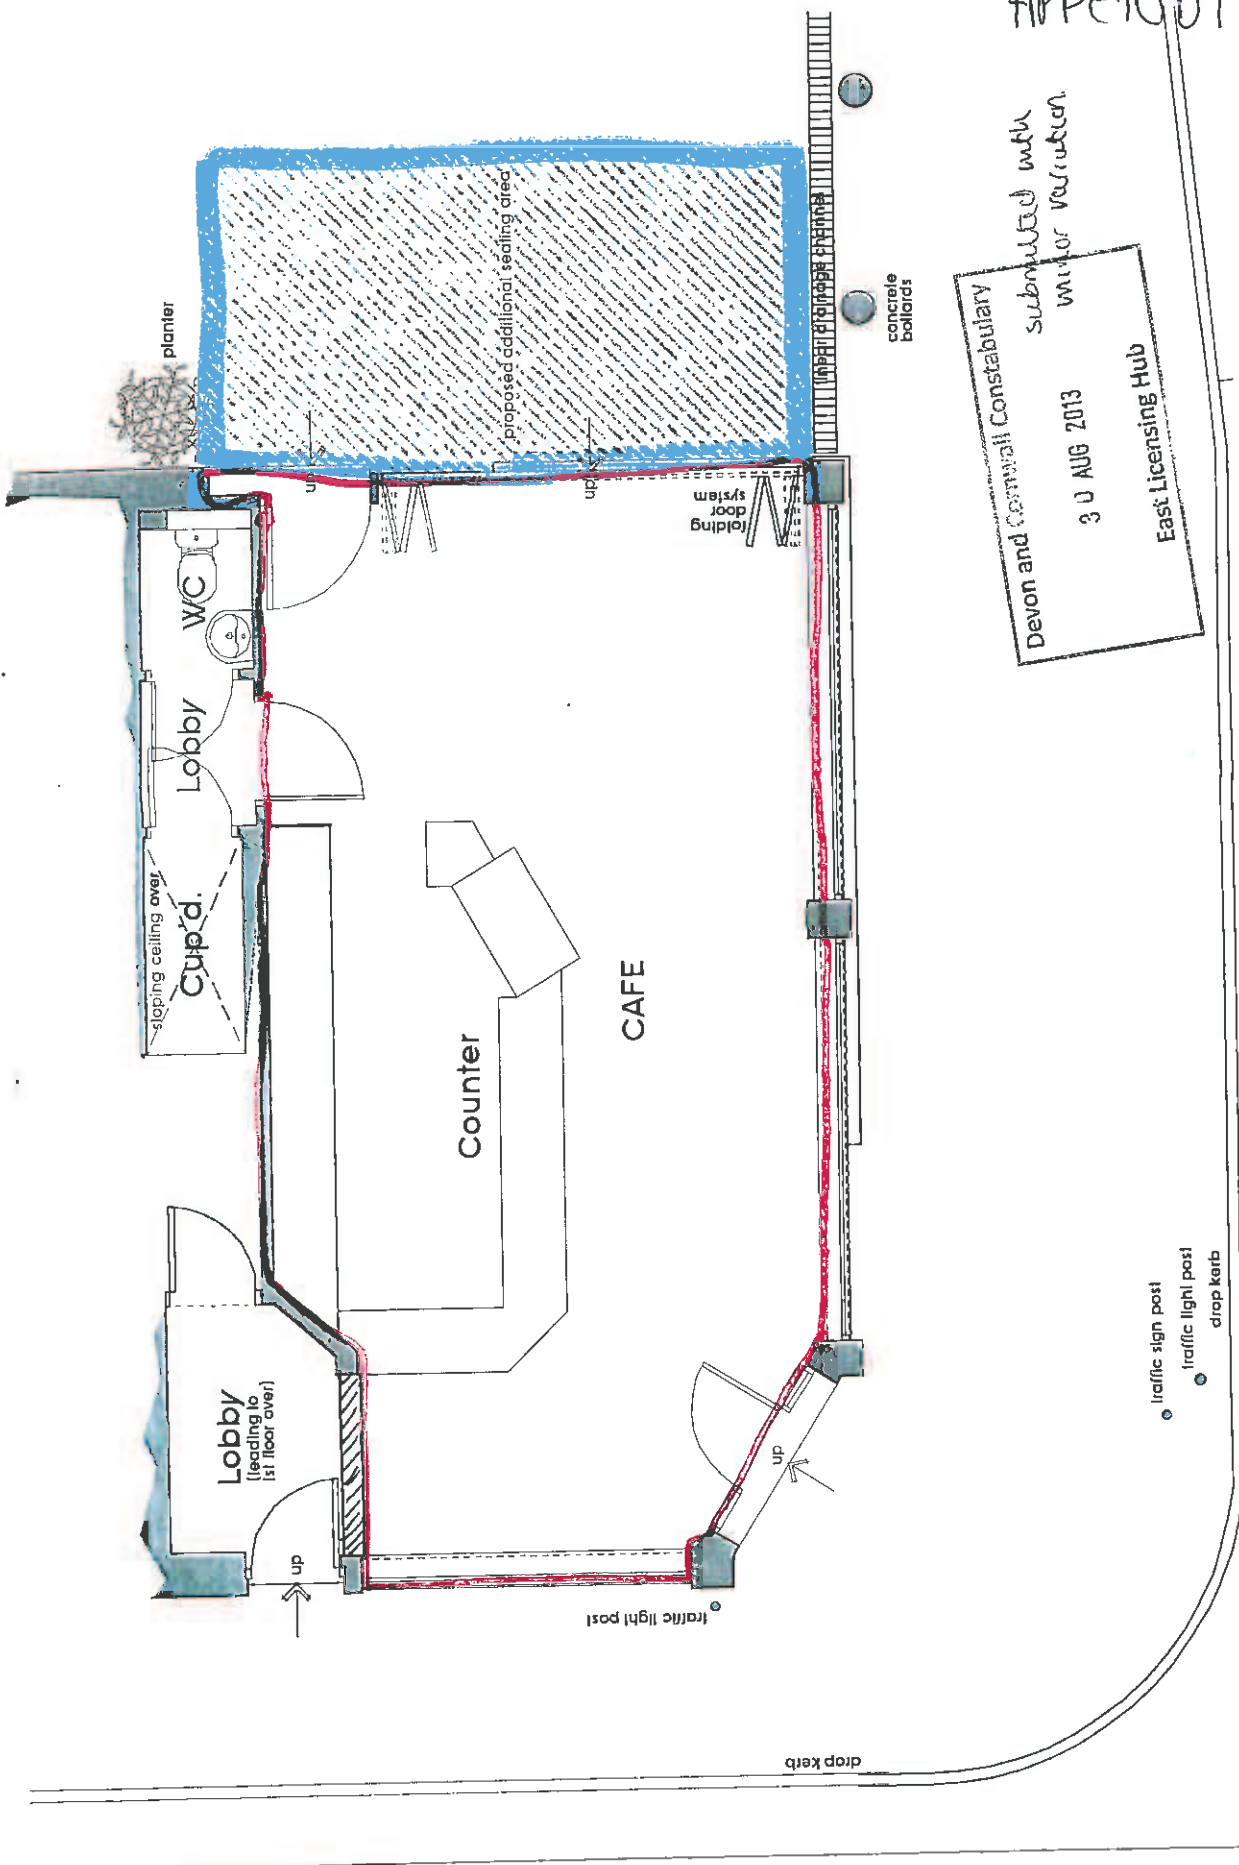 submitted with
minor variation.
Devon and Cornwall Constabulary
30 AUG 2013
East Licensing Hub
planter
proposed additional seating area
linear drainage channel
concrete
bollards
folding
door
system
up
up
WC
Lobby
sloping ceiling over
Cup'd.
Counter
CAFE
Lobby
(leading to
1st floor over)
up
up
traffic light post
traffic sign post
traffic light post
drop kerb
drop kerb